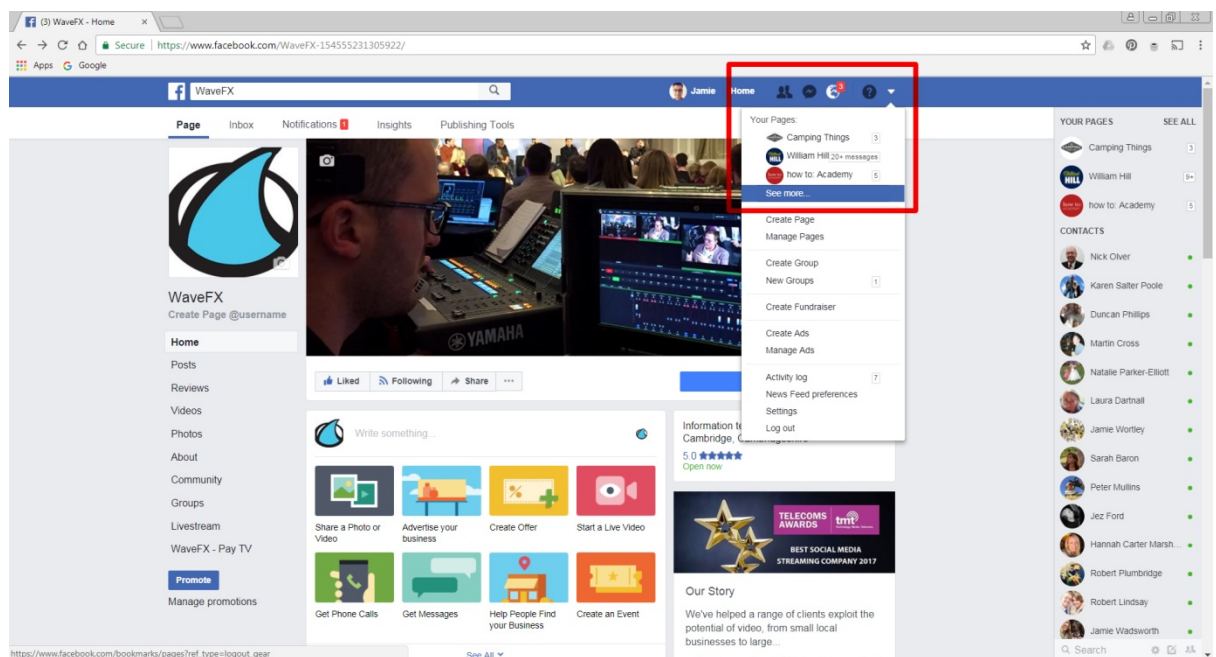 (3) WaveFX - Home
Secure | https://www.facebook.com/WaveFX-154555231305922/
Apps Google
WaveFX
Jamie Home 3
Page Inbox Notifications 1 Insights Publishing Tools
WaveFX
Create Page @username
Home
Posts
Reviews
Videos
Photos
About
Community
Groups
Livestream
WaveFX - Pay TV
Promote
Manage promotions
YAMAHA
Liked Following Share
Write something...
Share a Photo or
Video
Advertise your
business
Create Offer
Start a Live Video
Get Phone Calls
Get Messages
Help People Find
your Business
Create an Event
See All
Your Pages:
Camping Things 3
William Hill 20+ messages
how to: Academy 5
See more...
Create Page
Manage Pages
Create Group
New Groups 1
Create Fundraiser
Create Ads
Manage Ads
Activity log 7
News Feed preferences
Settings
Log out
Information te
Cambridge,
5.0
Open now
TELECOMS
AWARDS
tmt
BEST SOCIAL MEDIA
STREAMING COMPANY 2017
Our Story
We've helped a range of clients exploit the
potential of video, from small local
businesses to large...
YOUR PAGES SEE ALL
Camping Things 3
William Hill 9+
how to: Academy 5
CONTACTS
Nick Olver
Karen Salter Poole
Duncan Phillips
Martin Cross
Natalie Parker-Elliott
Laura Dartnall
Jamie Wortley
Sarah Baron
Peter Mullins
Jez Ford
Hannah Carter Marsh...
Robert Plumbridge
Robert Lindsay
Jamie Wadsworth
Search
https://www.facebook.com/bookmarks/pages?ref_type=logout_gear